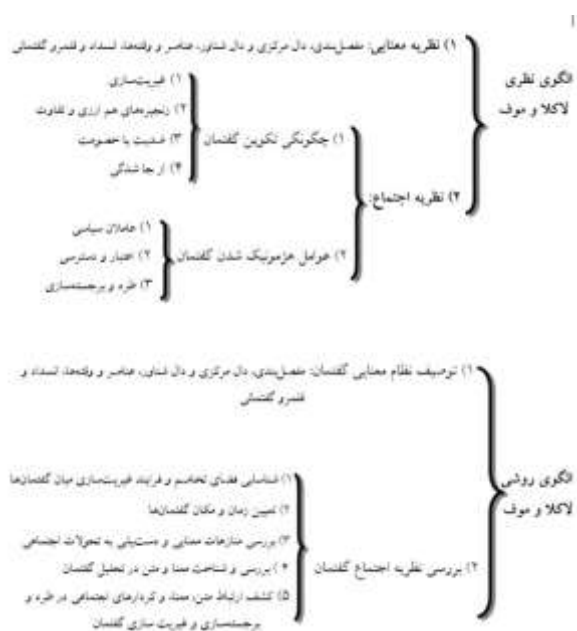 ۱) نظریه معنایی: مفصل‌بندی، دال مرکزی و دال شناور، عناصر و وقته‌ها، انسداد و قلمرو گفتمانی
الگوی نظری
لاکلا و موف
۲) نظریه اجتماع:
۱) چگونگی تکوین گفتمان
۱) غیریت‌سازی
۲) زنجیره‌های هم ارزی و تفاوت
۳) ضدیت یا خصومت
۴) از جا شدگی
۲) عوامل هژمونیک شدن گفتمان
۱) عاملان سیاسی
۲) اعتبار و دسترسی
۳) طرد و برجسته‌سازی
۱) توصیف نظام معنایی گفتمان: مفصل‌بندی، دال مرکزی و دال شناور، عناصر و وقته‌ها، انسداد و
قلمرو گفتمانی
الگوی روشی
لاکلا و موف
۲) بررسی نظریه اجتماع گفتمان
۱) شناسایی فضای تخاصم و فرایند غیریت‌سازی میان گفتمان‌ها
۲) تعیین زمان و مکان گفتمان‌ها
۳) بررسی منازعات معنایی و دست‌یابی به تحولات اجتماعی
۴) بررسی و شناخت معنا و متن در تحلیل گفتمان
۵) کشف ارتباط متن، معنا، و کردارهای اجتماعی در طرد و
برجسته‌سازی و غیریت سازی گفتمان